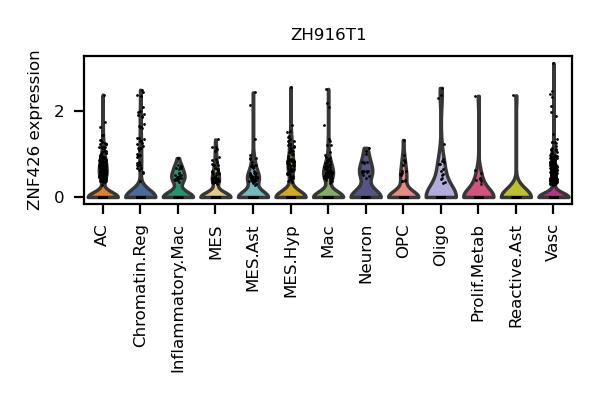 ZH916T1
ZNF426 expression
2
0
AC
Chromatin.Reg
Inflammatory.Mac
MES
MES.Ast
MES.Hyp
Mac
Neuron
OPC
Oligo
Prolif.Metab
Reactive.Ast
Vasc